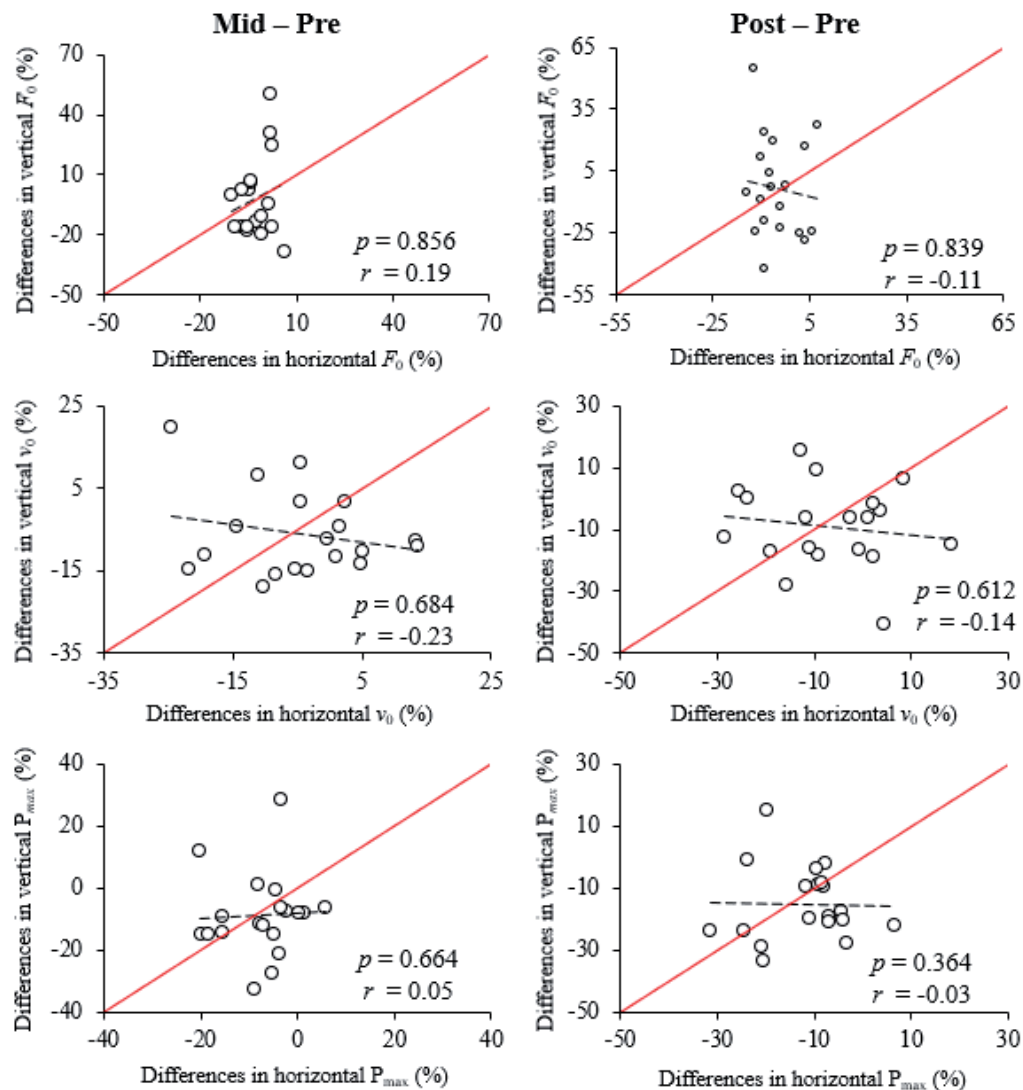 Mid – Pre
Post – Pre
Differences in vertical F₀ (%)
70
40
10
-20
-50
p = 0.856
r = 0.19
-50
-20
10
40
70
Differences in horizontal F₀ (%)
Differences in vertical F₀ (%)
65
35
5
-25
-55
p = 0.839
r = -0.11
-55
-25
5
35
65
Differences in horizontal F₀ (%)
Differences in vertical v₀ (%)
25
5
-15
-35
p = 0.684
r = -0.23
-35
-15
5
25
Differences in horizontal v₀ (%)
Differences in vertical v₀ (%)
30
10
-10
-30
-50
p = 0.612
r = -0.14
-50
-30
-10
10
30
Differences in horizontal v₀ (%)
Differences in vertical Pmax (%)
40
20
0
-20
-40
p = 0.664
r = 0.05
-40
-20
0
20
40
Differences in horizontal Pmax (%)
Differences in vertical Pmax (%)
30
10
-10
-30
-50
p = 0.364
r = -0.03
-50
-30
-10
10
30
Differences in horizontal Pmax (%)